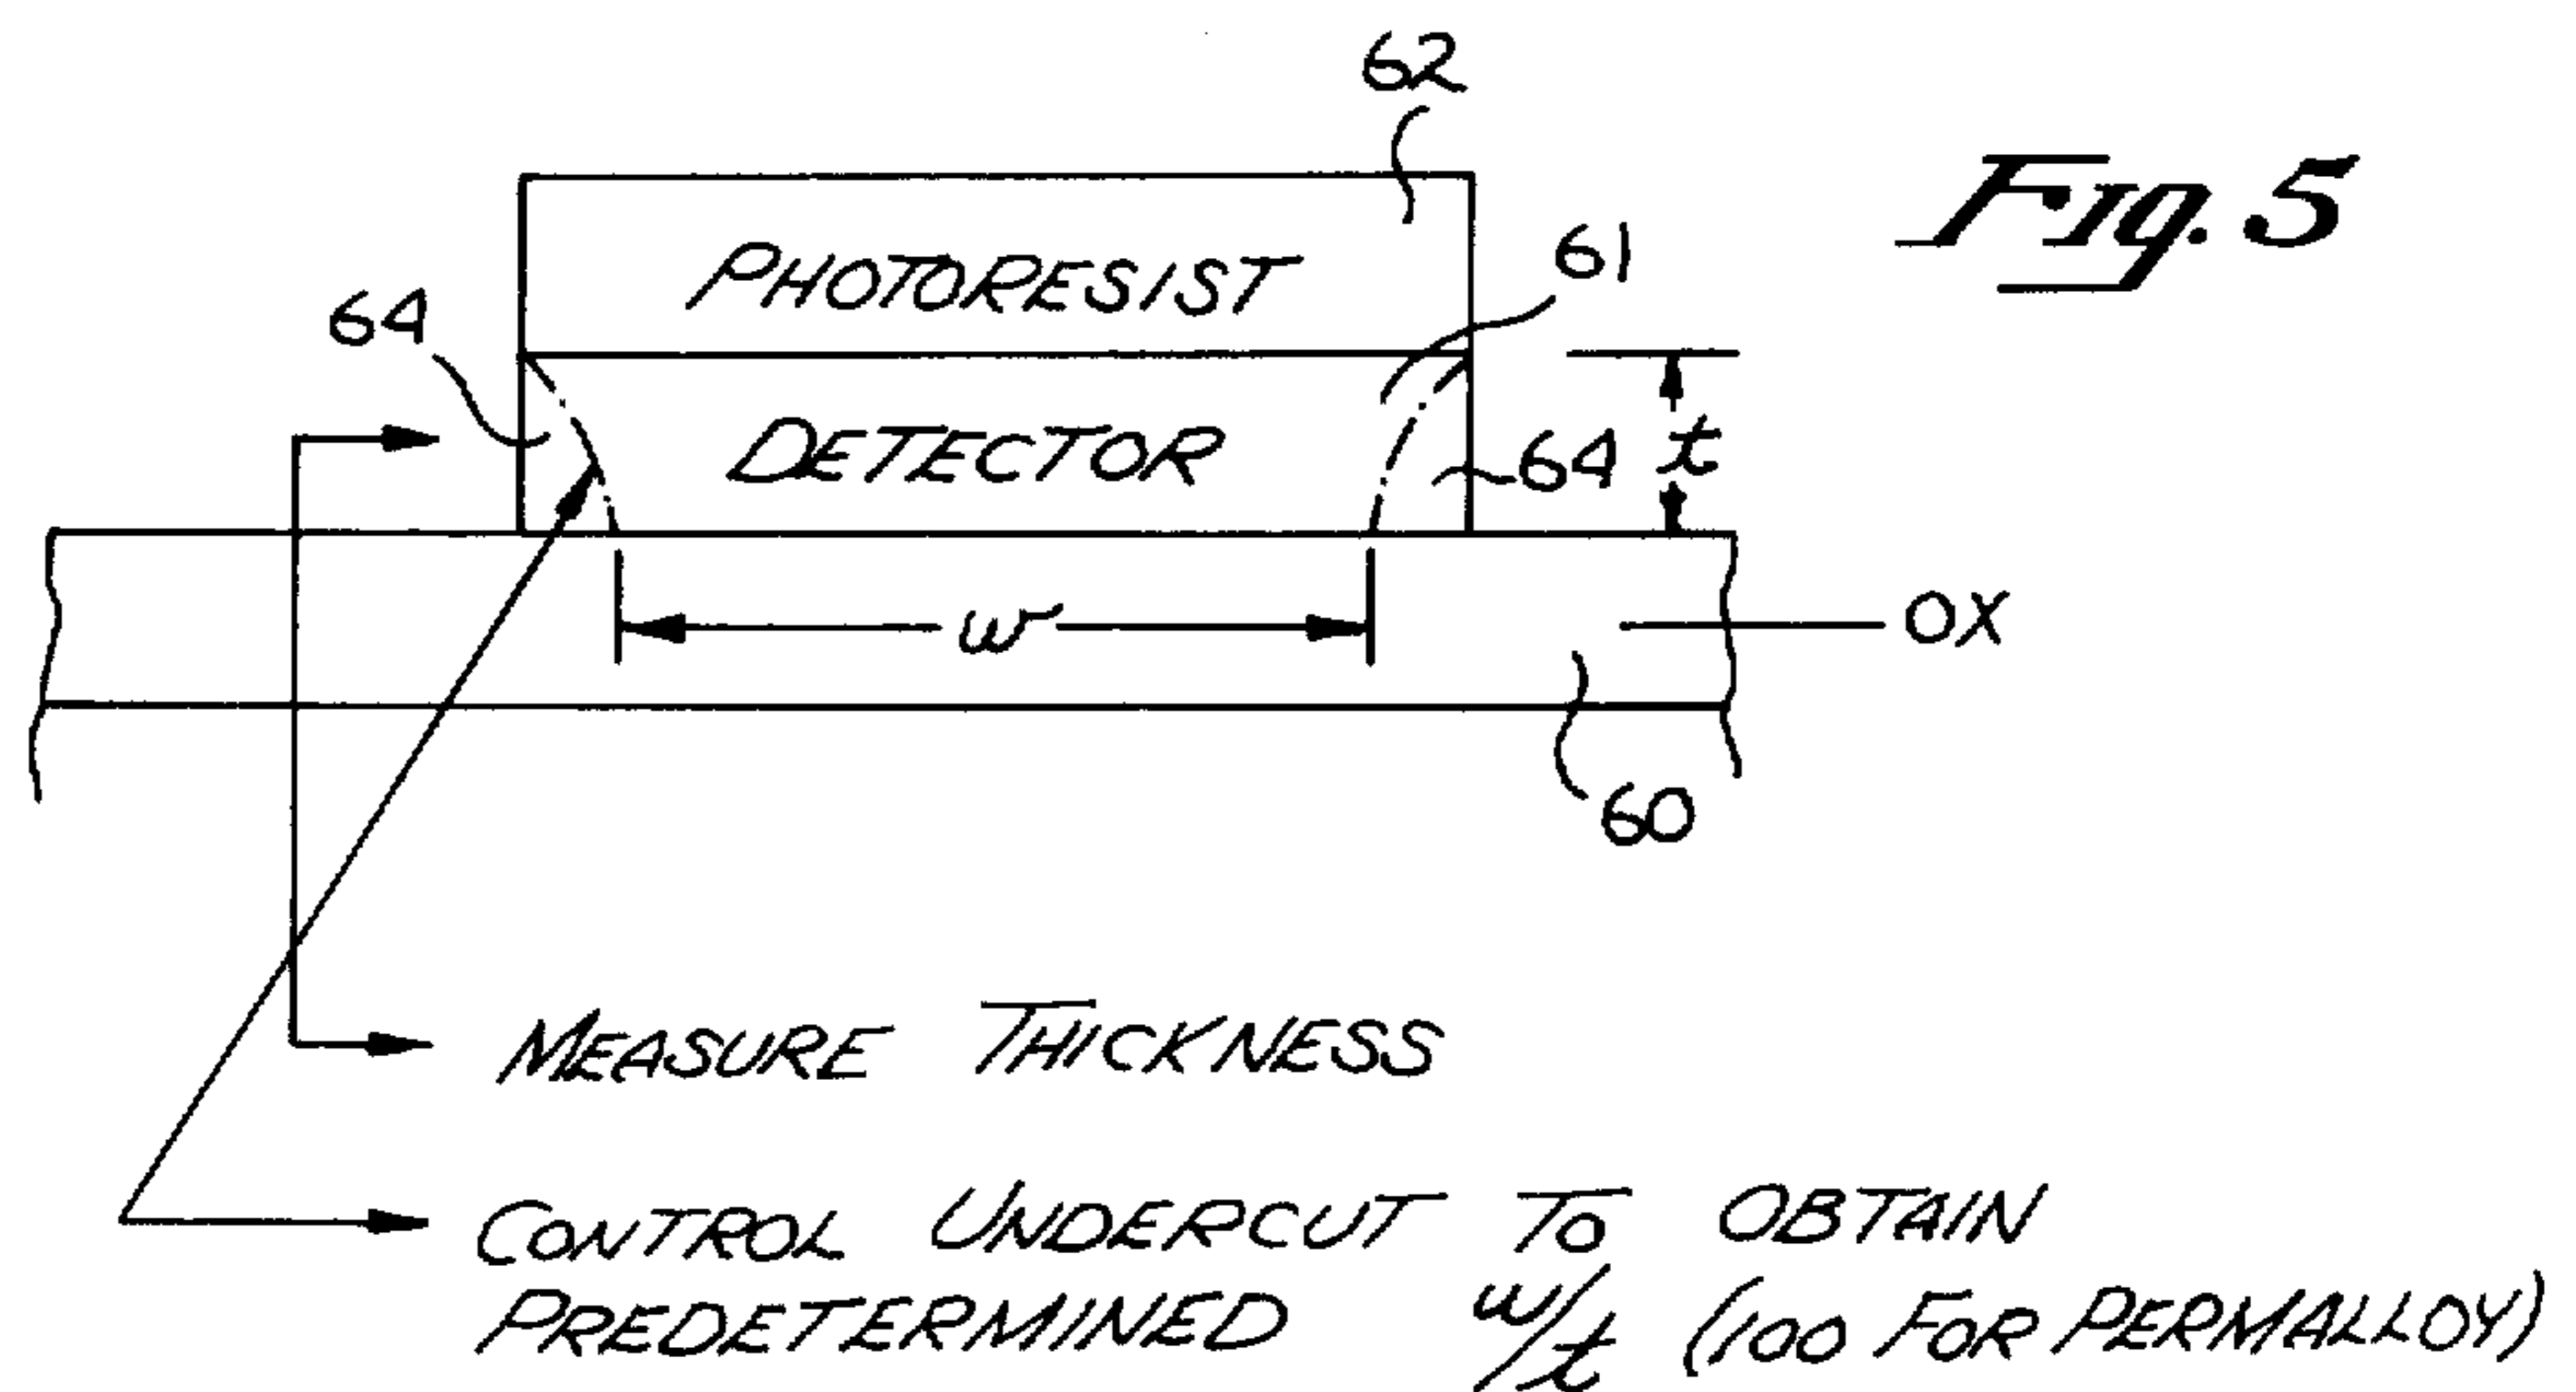 62
Fig. 5
61
PHOTORESIST
64
DETECTOR
64
t
w
OX
60
MEASURE THICKNESS
CONTROL UNDERCUT TO OBTAIN
PREDETERMINED w/t (100 FOR PERMALLOY)